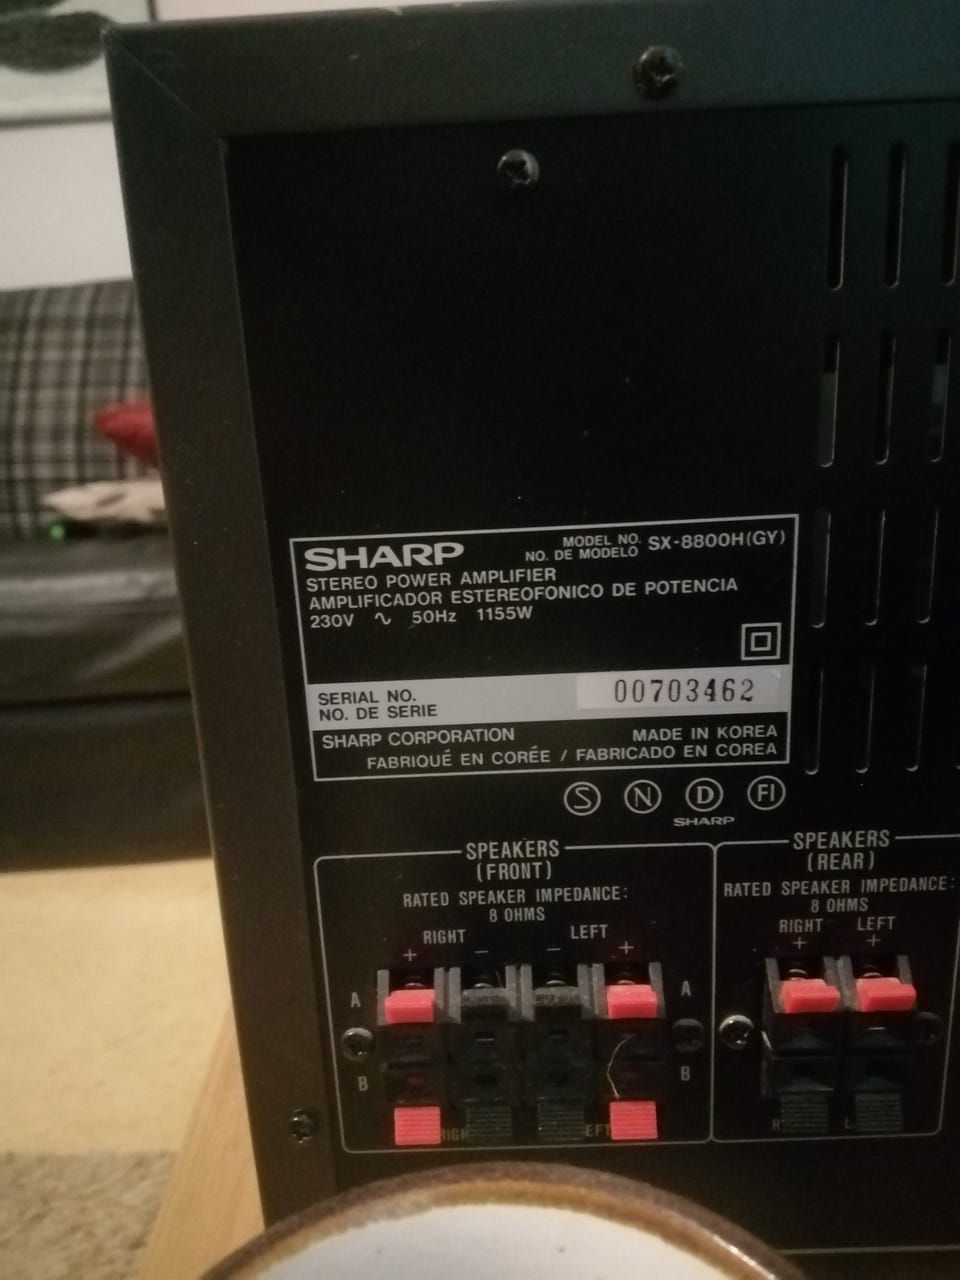 SHARP
MODEL NO. SX-8800H(GY)
NO. DE MODELO
STEREO POWER AMPLIFIER
AMPLIFICADOR ESTEREOFONICO DE POTENCIA
230V ∿ 50Hz 1155W
SERIAL NO. 00703462
NO. DE SERIE
SHARP CORPORATION MADE IN KOREA
FABRIQUÉ EN CORÉE / FABRICADO EN COREA
S N D FI
SHARP
SPEAKERS
(FRONT)
RATED SPEAKER IMPEDANCE:
8 OHMS
RIGHT LEFT
+ − − +
A A
B B
SPEAKERS
(REAR)
RATED SPEAKER IMPEDANCE:
8 OHMS
RIGHT LEFT
+ +
− −